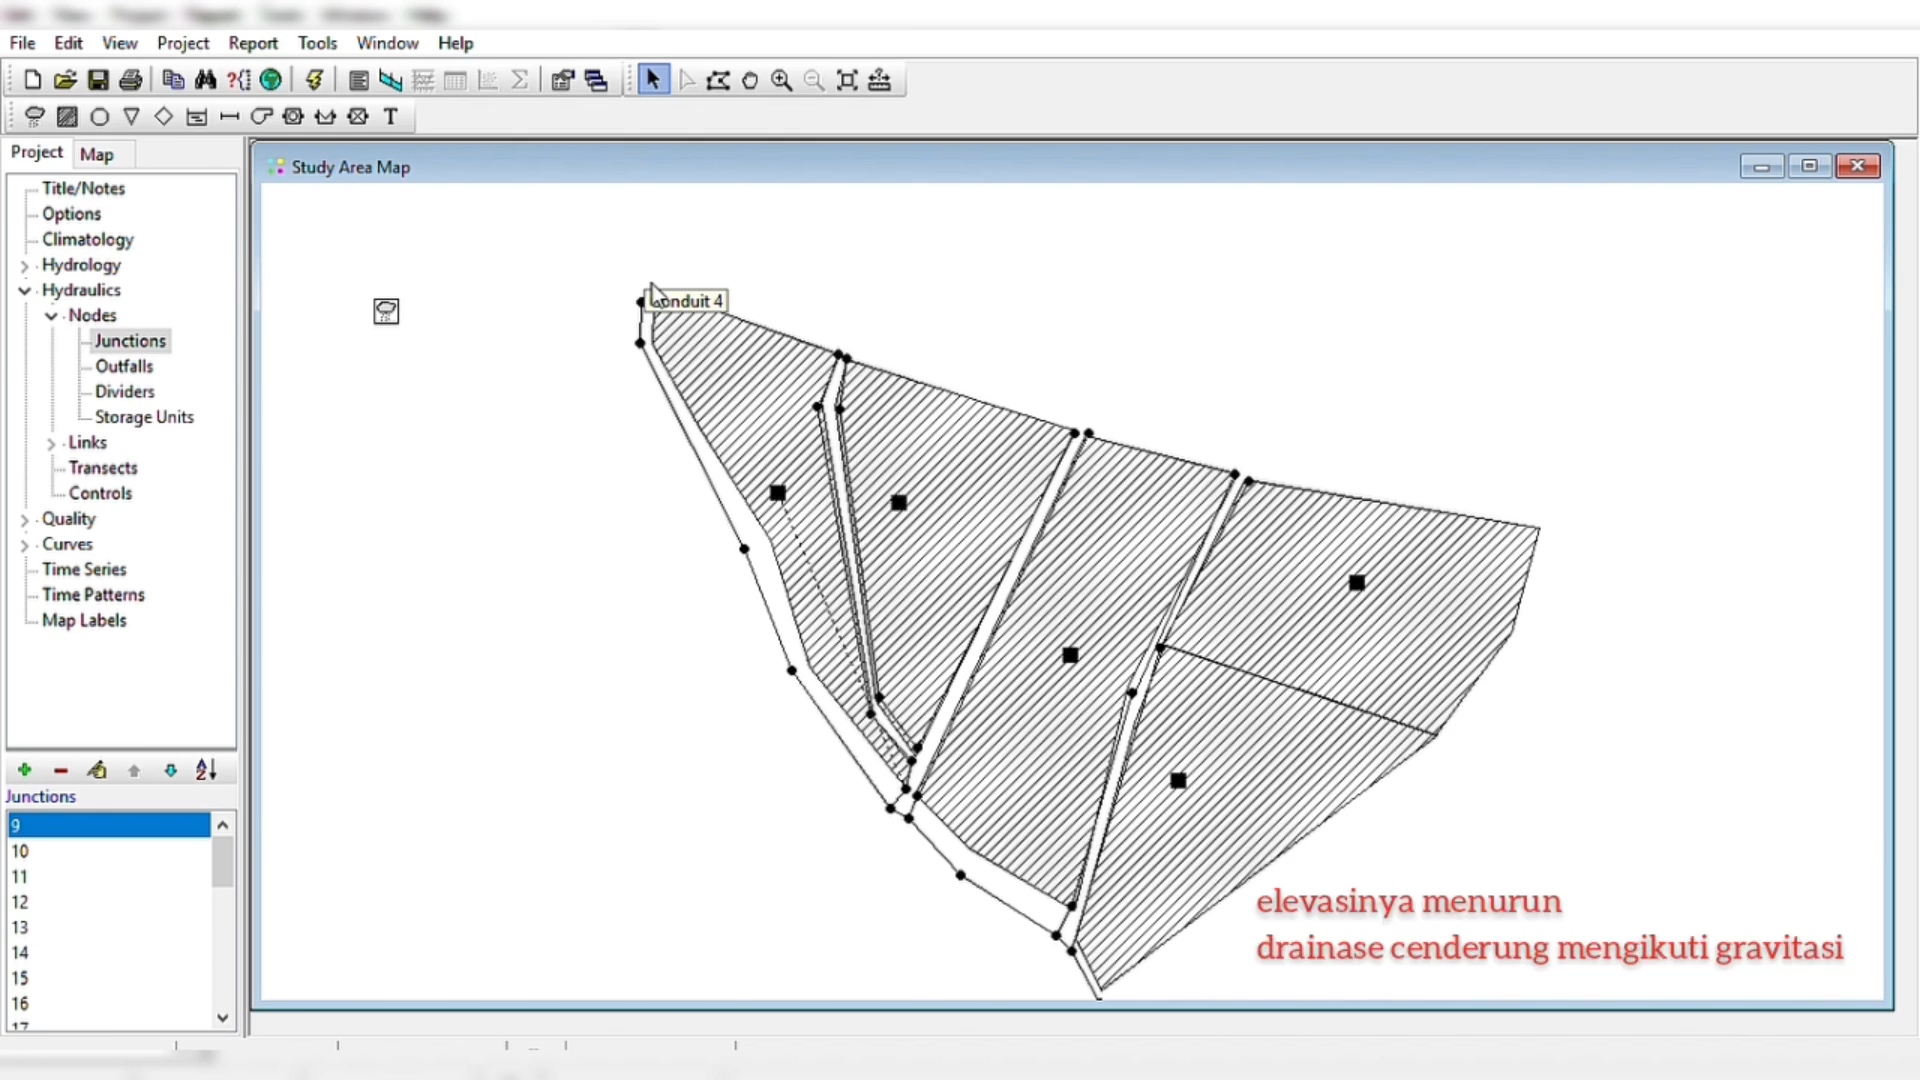 File Edit View Project Report Tools Window Help
T
Project Map
Study Area Map
Title/Notes
Options
Climatology
Hydrology
Hydraulics
Nodes
Junctions
Outfalls
Dividers
Storage Units
Links
Transects
Controls
Quality
Curves
Time Series
Time Patterns
Map Labels
Junctions
9
10
11
12
13
14
15
16
17
onduit 4
elevasinya menurun
drainase cenderung mengikuti gravitasi